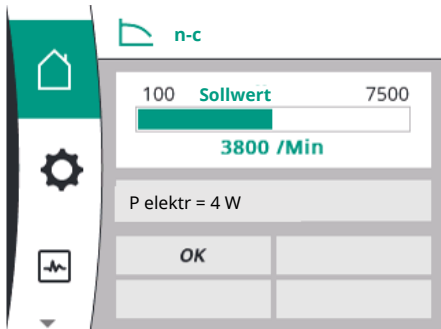 n-c
100 Sollwert 7500
3800 /Min
P elektr = 4 W
OK